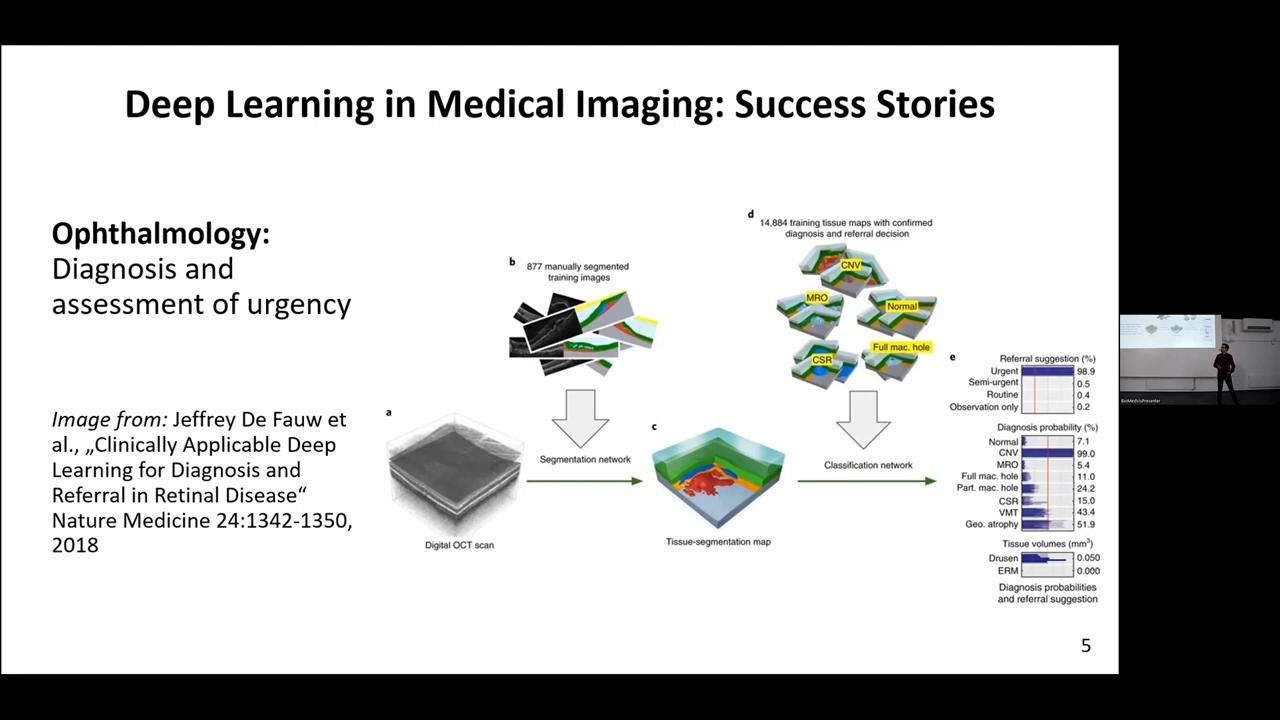 Deep Learning in Medical Imaging: Success Stories
Ophthalmology:
Diagnosis and
assessment of urgency
Image from: Jeffrey De Fauw et
al., „Clinically Applicable Deep
Learning for Diagnosis and
Referral in Retinal Disease“
Nature Medicine 24:1342-1350,
2018
a
Digital OCT scan
b
877 manually segmented
training images
Segmentation network
c
Tissue-segmentation map
d
14,884 training tissue maps with confirmed
diagnosis and referral decision
CNV
MRO
Normal
CSR
Full mac. hole
Classification network
e
Referral suggestion (%)
Urgent 98.9
Semi-urgent 0.5
Routine 0.4
Observation only 0.2
Diagnosis probability (%)
Normal 7.1
CNV 99.0
MRO 5.4
Full mac. hole 11.0
Part. mac. hole 24.2
CSR 15.0
VMT 43.4
Geo. atrophy 51.9
Tissue volumes (mm³)
Drusen 0.050
ERM 0.000
Diagnosis probabilities
and referral suggestion
5
BioMedVisPresenter